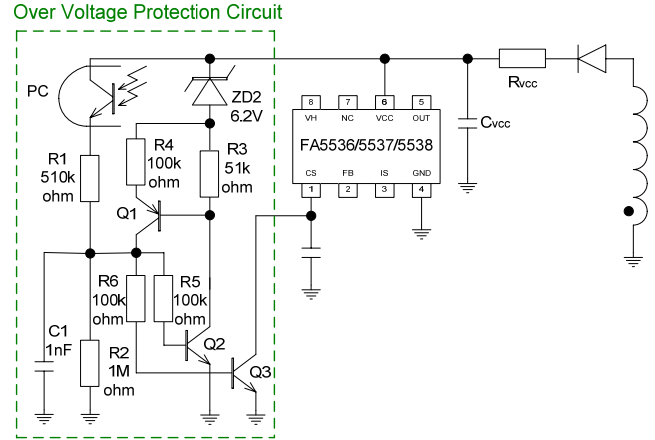 Over Voltage Protection Circuit
PC
ZD2
6.2V
R1
510k
ohm
R4
100k
ohm
R3
51k
ohm
Q1
R6
100k
ohm
R5
100k
ohm
C1
1nF
R2
1M
ohm
Q2
Q3
8 7 6 5
VH NC VCC OUT
FA5536/5537/5538
CS FB IS GND
1 2 3 4
CVCC
RVCC